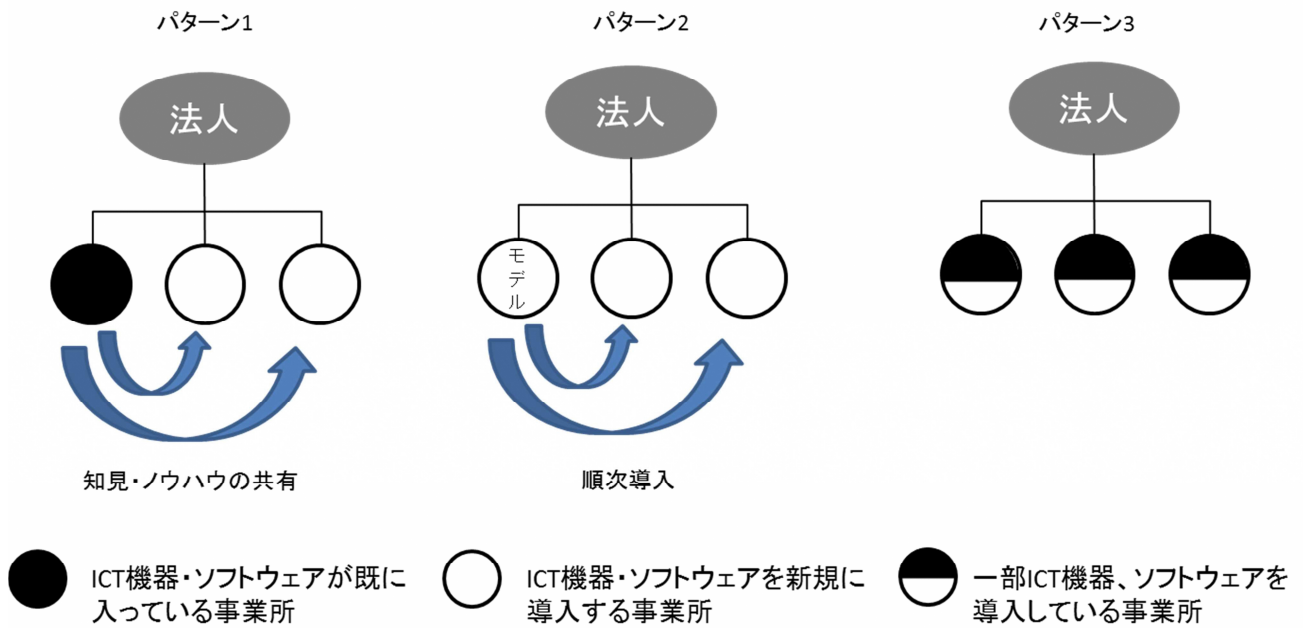 パターン1
パターン2
パターン3
法人
法人
法人
モデル
知見・ノウハウの共有
順次導入
ICT機器・ソフトウェアが既に
入っている事業所
ICT機器・ソフトウェアを新規に
導入する事業所
一部ICT機器、ソフトウェアを
導入している事業所